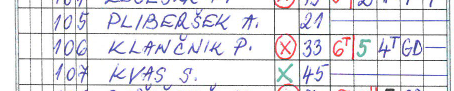 105 PLIBERŠEK A. 21
106 KLANČNIK P. X 33 6T 5 4T GD
107 KVAS S. X 45